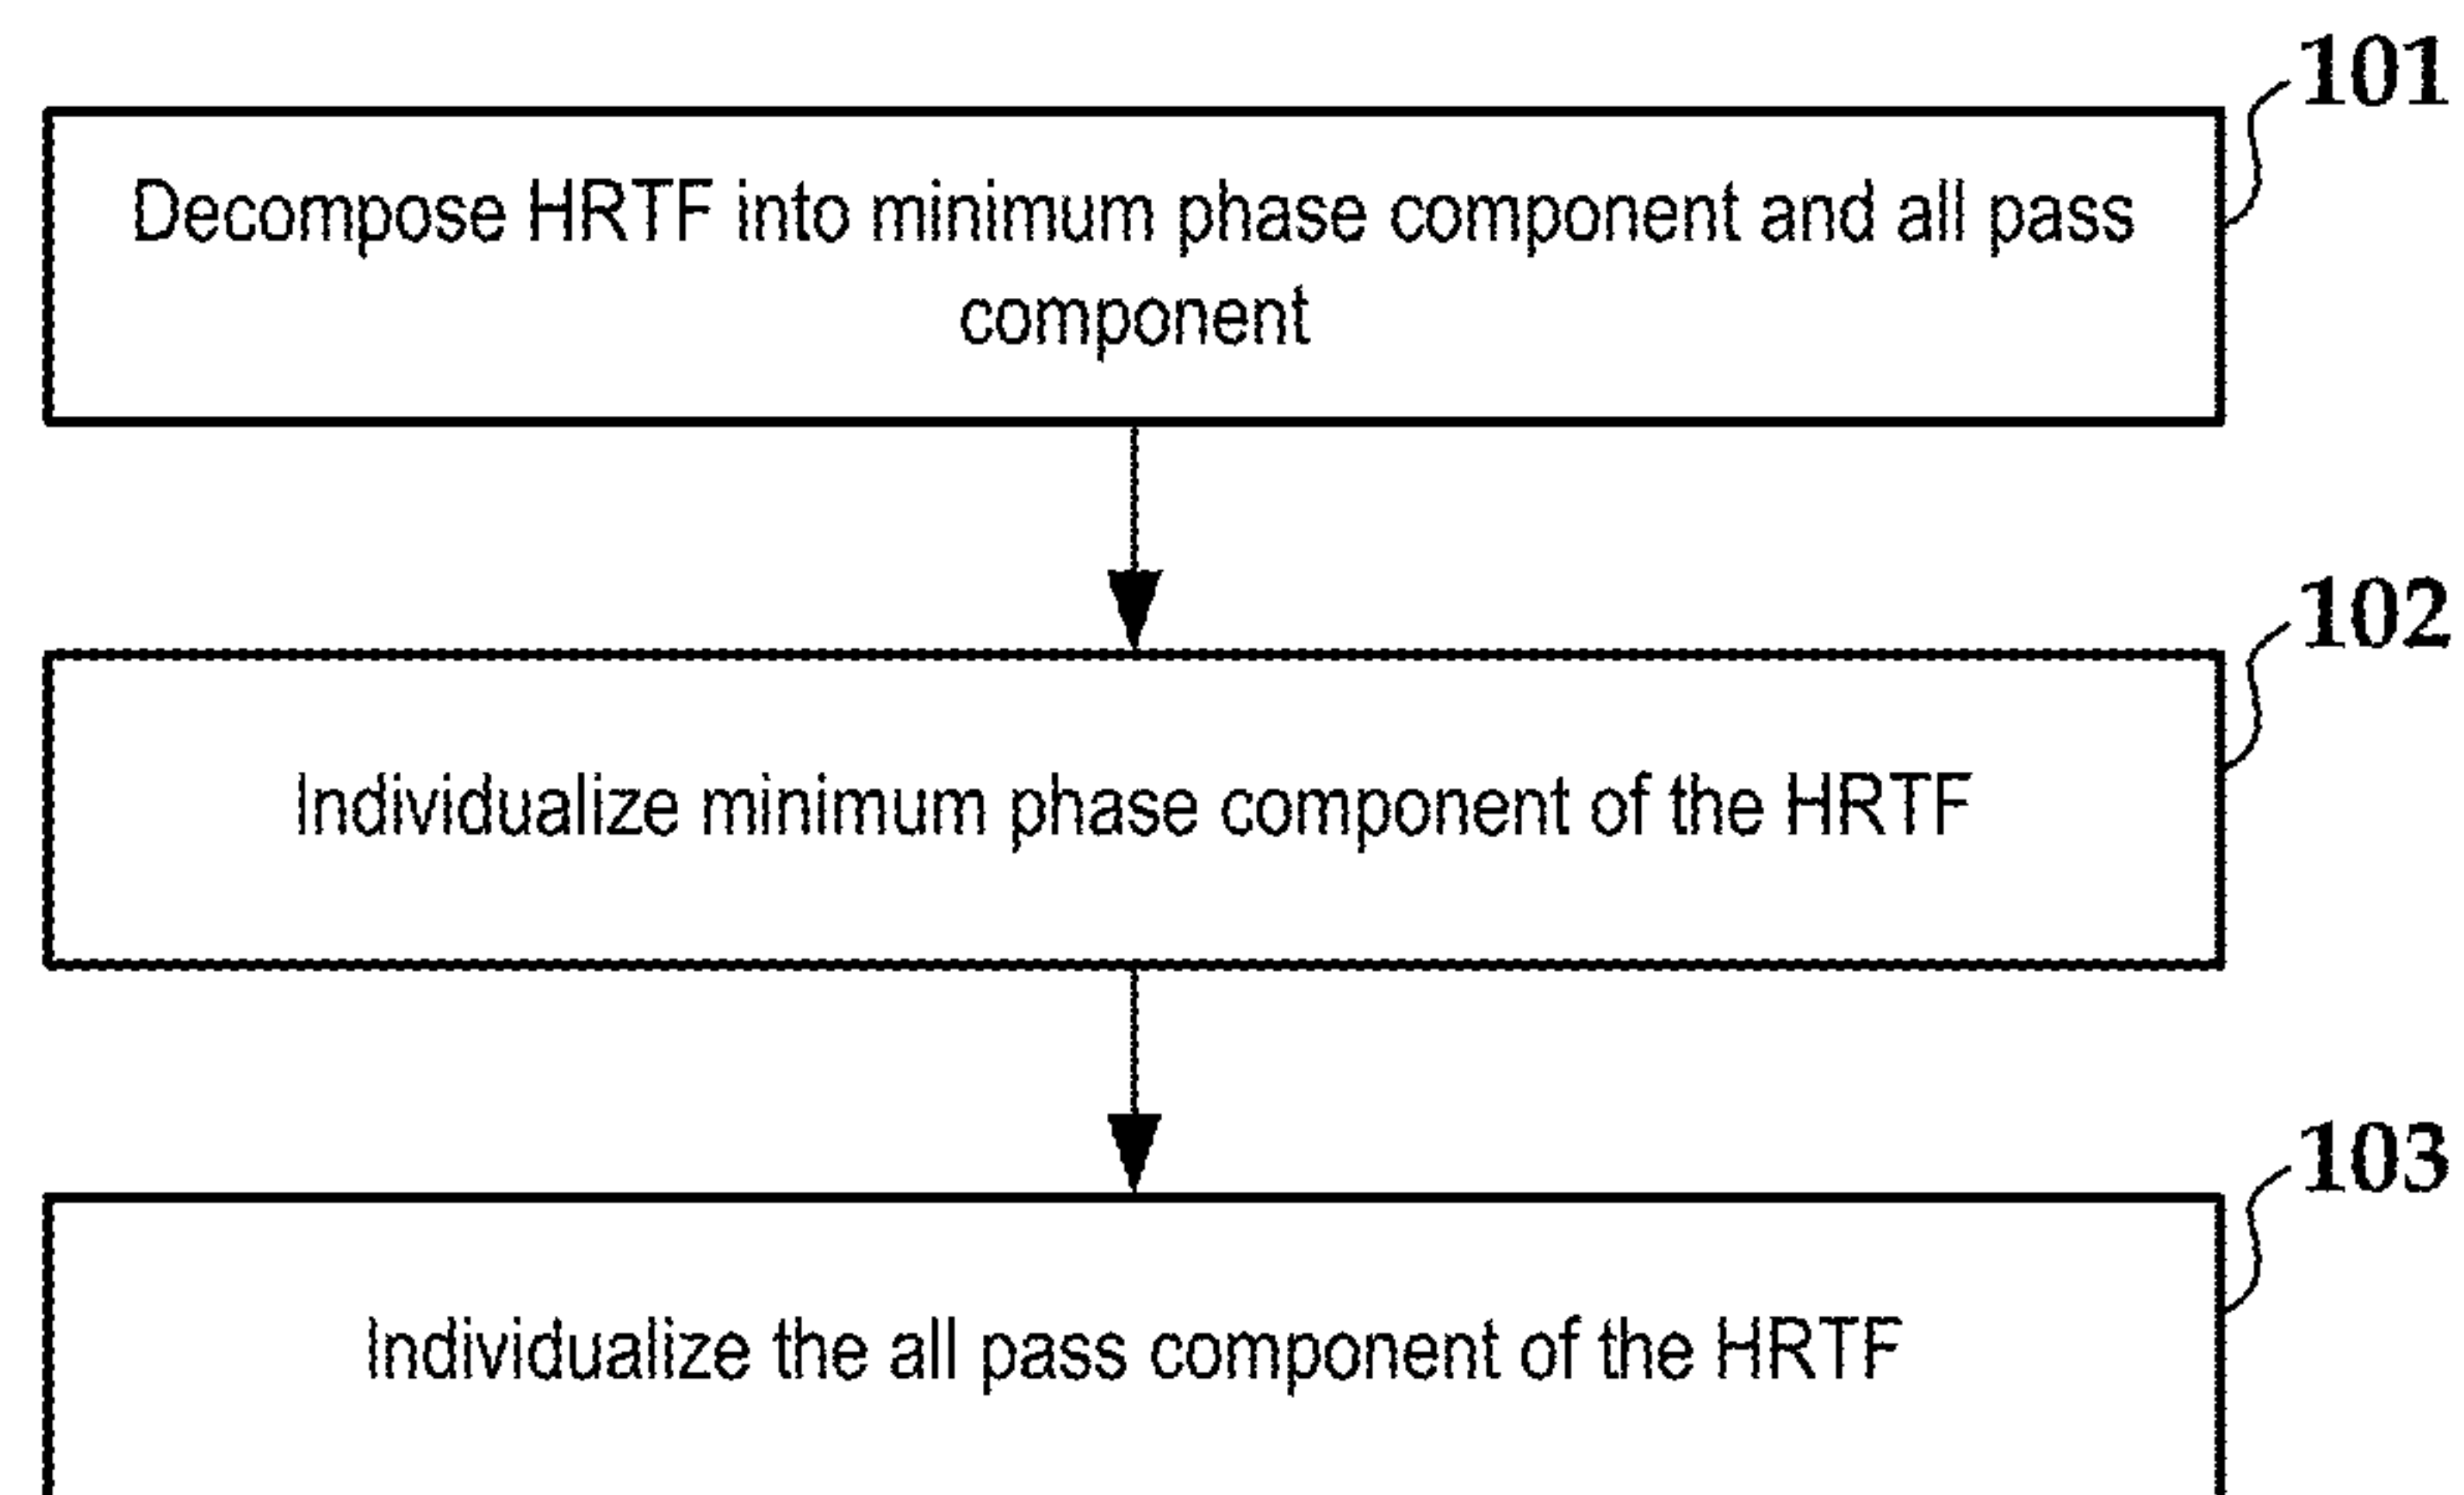 101
Decompose HRTF into minimum phase component and all pass
component
102
Individualize minimum phase component of the HRTF
103
Individualize the all pass component of the HRTF